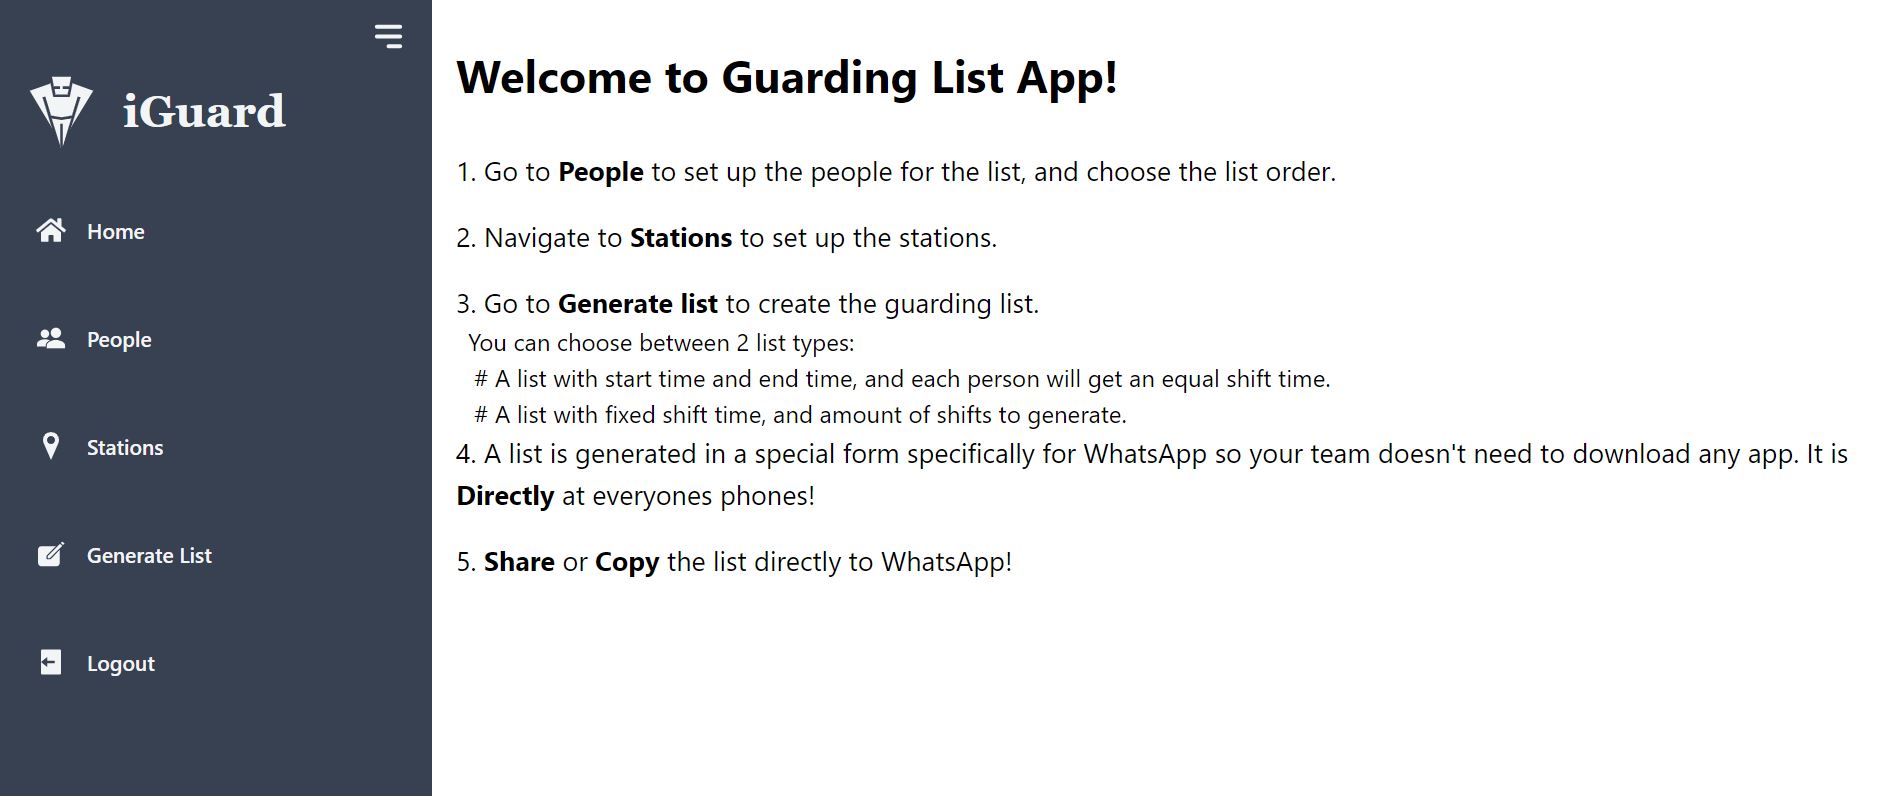 iGuard
Home
People
Stations
Generate List
Logout
Welcome to Guarding List App!
1. Go to People to set up the people for the list, and choose the list order.
2. Navigate to Stations to set up the stations.
3. Go to Generate list to create the guarding list.
You can choose between 2 list types:
# A list with start time and end time, and each person will get an equal shift time.
# A list with fixed shift time, and amount of shifts to generate.
4. A list is generated in a special form specifically for WhatsApp so your team doesn't need to download any app. It is
Directly at everyones phones!
5. Share or Copy the list directly to WhatsApp!